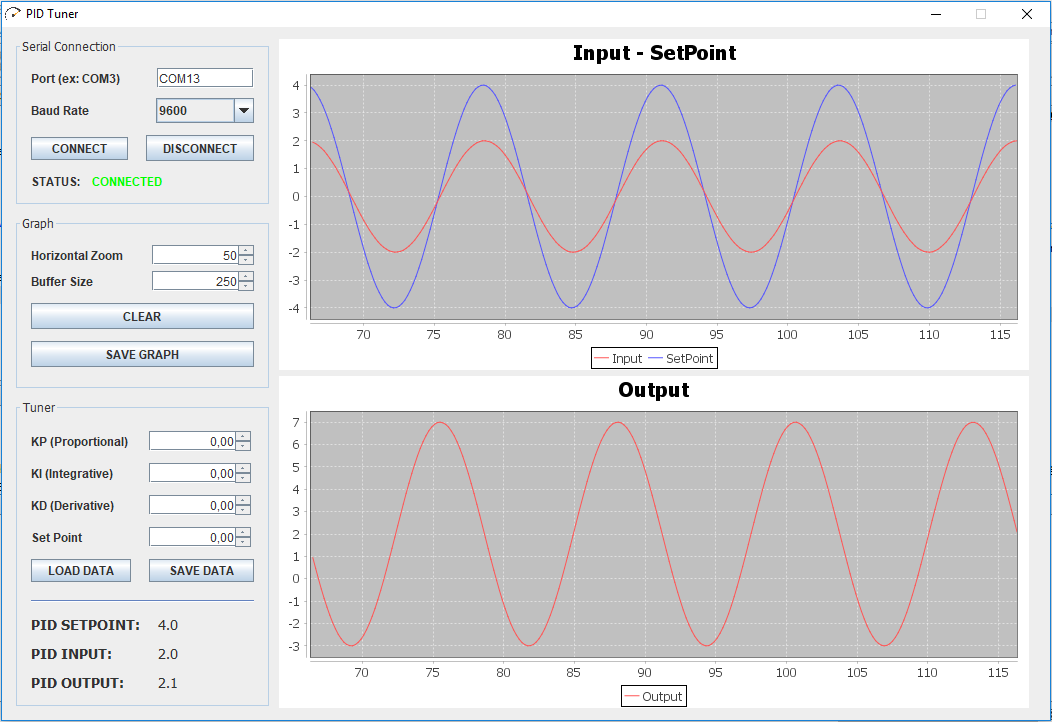 PID Tuner
Serial Connection
Port (ex: COM3) COM13
Baud Rate 9600
CONNECT DISCONNECT
STATUS: CONNECTED
Graph
Horizontal Zoom 50
Buffer Size 250
CLEAR
SAVE GRAPH
Tuner
KP (Proportional) 0,00
KI (Integrative) 0,00
KD (Derivative) 0,00
Set Point 0,00
LOAD DATA SAVE DATA
PID SETPOINT: 4.0
PID INPUT: 2.0
PID OUTPUT: 2.1
Input - SetPoint
4
3
2
1
0
-1
-2
-3
-4
70 75 80 85 90 95 100 105 110 115
Input SetPoint
Output
7
6
5
4
3
2
1
0
-1
-2
-3
70 75 80 85 90 95 100 105 110 115
Output